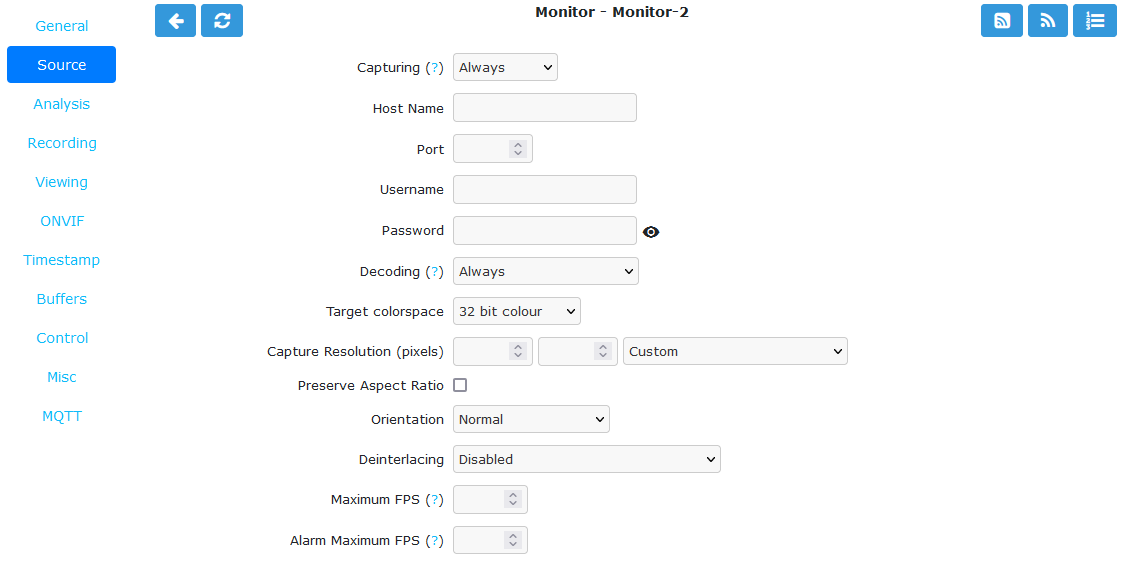 Monitor - Monitor-2
General
Source
Analysis
Recording
Viewing
ONVIF
Timestamp
Buffers
Control
Misc
MQTT
Capturing (?) Always
Host Name
Port
Username
Password
Decoding (?) Always
Target colorspace 32 bit colour
Capture Resolution (pixels) Custom
Preserve Aspect Ratio
Orientation Normal
Deinterlacing Disabled
Maximum FPS (?)
Alarm Maximum FPS (?)